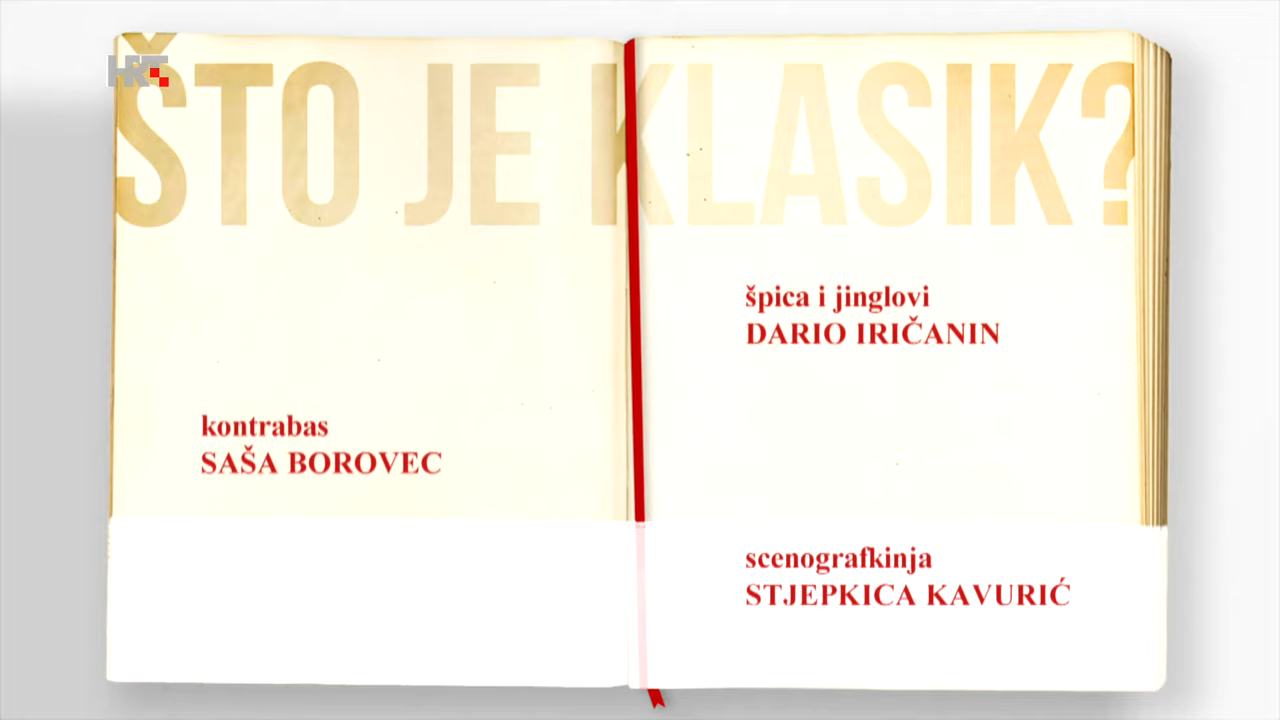 HRT
ŠTO JE KLASIK?
kontrabas
SAŠA BOROVEC
špica i jinglovi
DARIO IRIČANIN
scenografkinja
STJEPKICA KAVURIĆ